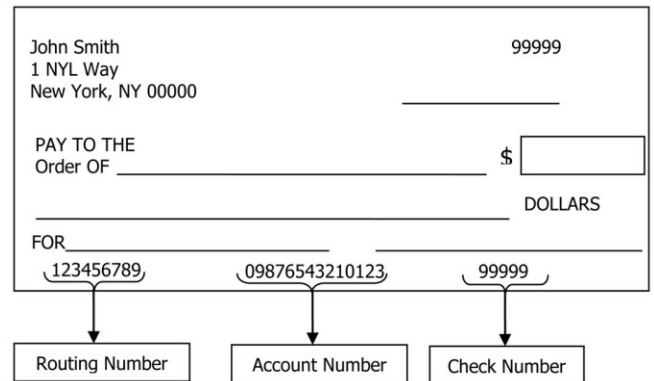 John Smith 99999
1 NYL Way
New York, NY 00000
PAY TO THE
Order OF $
DOLLARS
FOR
123456789 09876543210123 99999
Routing Number Account Number Check Number